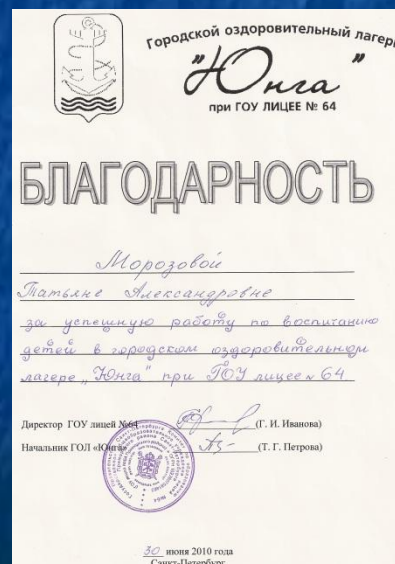 Городской оздоровительный лагерь
"Юнга"
при ГОУ ЛИЦЕЕ № 64
БЛАГОДАРНОСТЬ
Морозовой
Татьяне Александровне
за успешную работу по воспитанию
детей в городском оздоровительном
лагере „Юнга" при ГОУ лицее № 64.
Директор ГОУ лицей №64 (Г. И. Иванова)
Начальник ГОЛ «Юнга» (Т. Г. Петрова)
30 июня 2010 года
Санкт-Петербург